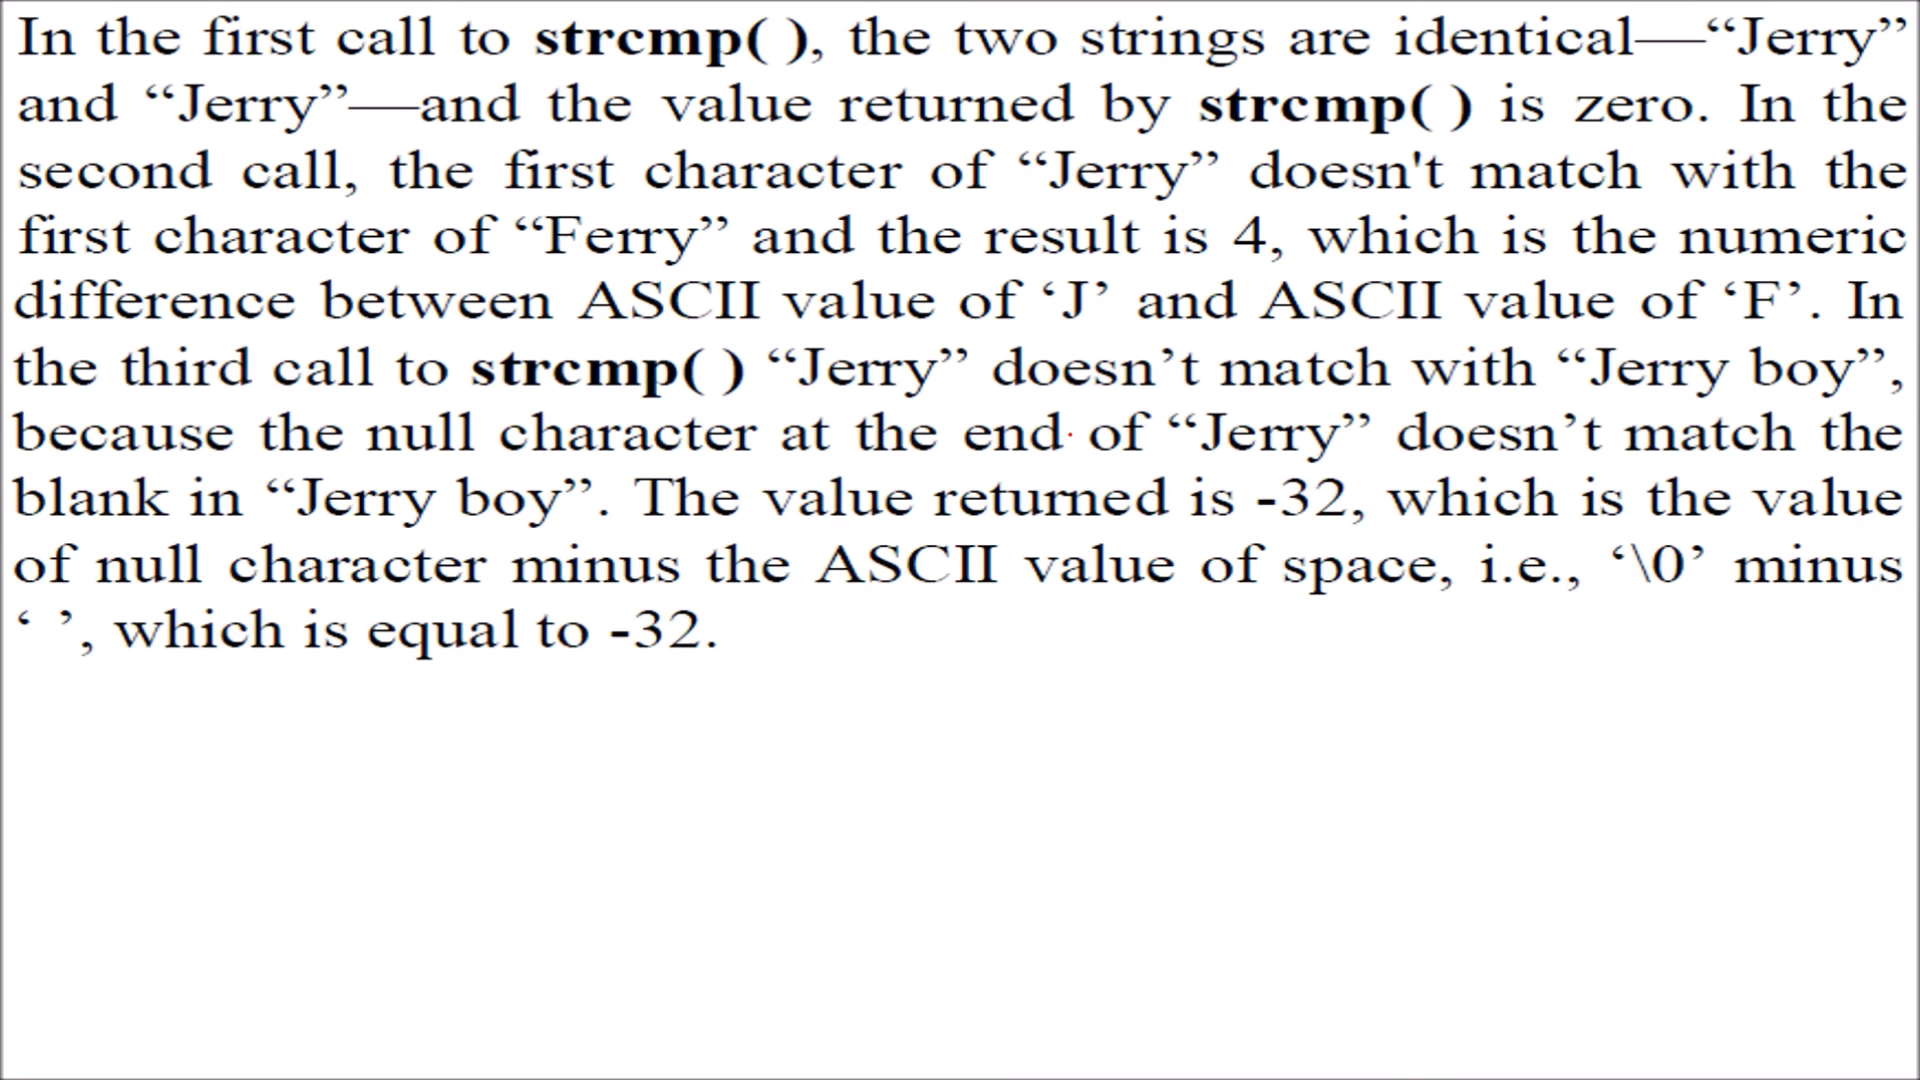 In the first call to strcmp( ), the two strings are identical—“Jerry”
and “Jerry”—and the value returned by strcmp( ) is zero. In the
second call, the first character of “Jerry” doesn't match with the
first character of “Ferry” and the result is 4, which is the numeric
difference between ASCII value of ‘J’ and ASCII value of ‘F’. In
the third call to strcmp( ) “Jerry” doesn’t match with “Jerry boy”,
because the null character at the end of “Jerry” doesn’t match the
blank in “Jerry boy”. The value returned is -32, which is the value
of null character minus the ASCII value of space, i.e., ‘\0’ minus
‘ ’, which is equal to -32.